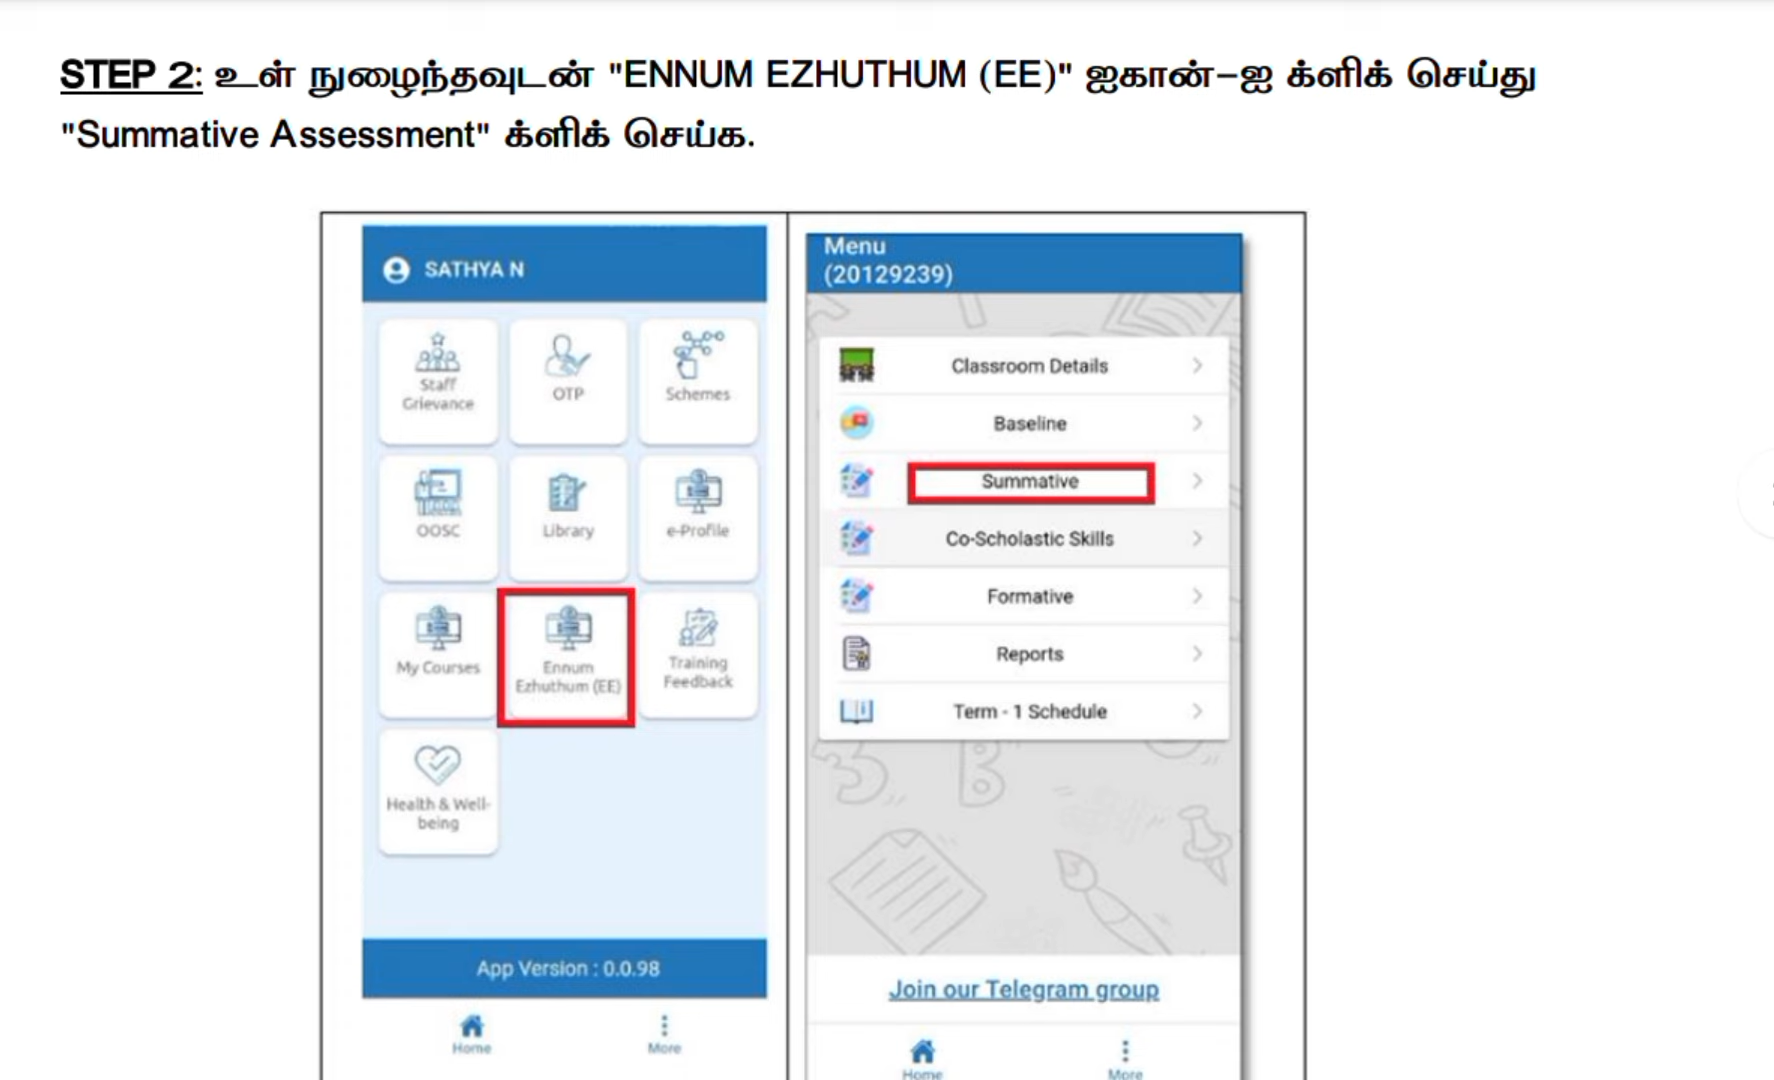 STEP 2: உள் நுழைந்தவுடன் "ENNUM EZHUTHUM (EE)" ஐகான்-ஐ க்ளிக் செய்து
"Summative Assessment" க்ளிக் செய்க.
SATHYA N
Staff
Grievance
OTP
Schemes
OOSC
Library
e-Profile
My Courses
Ennum
Ezhuthum (EE)
Training
Feedback
Health & Well-
being
App Version : 0.0.98
Home
More
Menu
(20129239)
Classroom Details
Baseline
Summative
Co-Scholastic Skills
Formative
Reports
Term - 1 Schedule
Join our Telegram group
Home
More